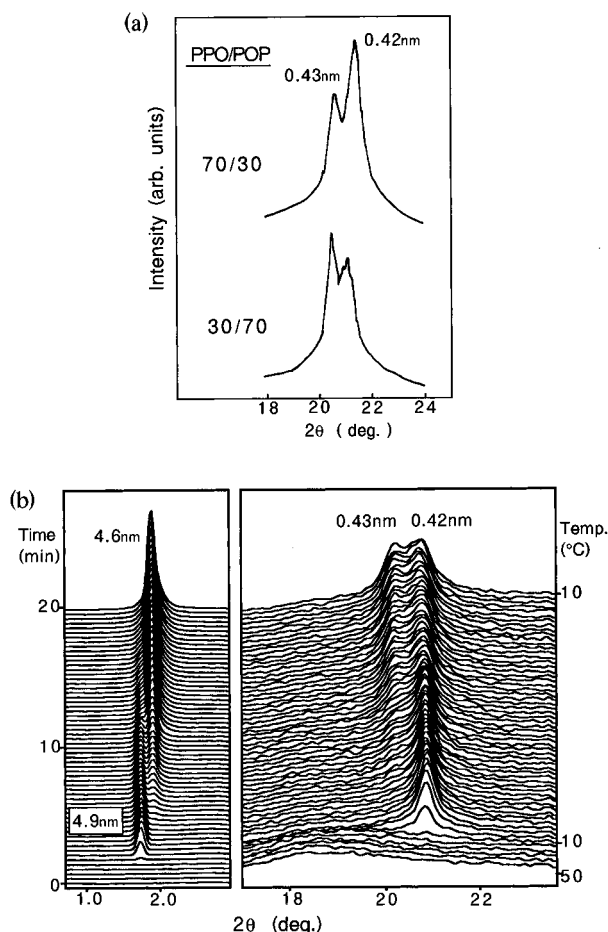 (a)
PPO/POP
0.43nm
0.42nm
70/30
30/70
Intensity (arb. units)
18 20 22 24
2θ ( deg.)
(b)
Time
(min)
4.6nm
0.43nm 0.42nm
Temp.
(°C)
20
10
10
4.9nm
10
50
0
1.0 2.0
18 20 22
2θ (deg.)